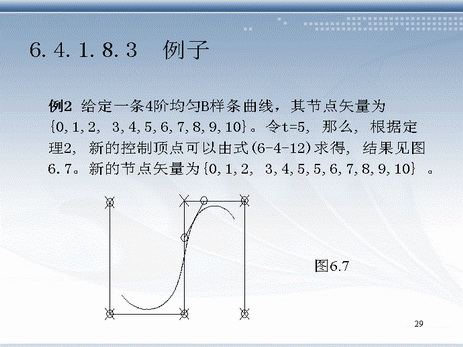 6.4.1.8.3 例子
例2 给定一条4阶均匀B样条曲线，其节点矢量为
{0,1,2, 3,4,5,6,7,8,9,10}。令t=5, 那么, 根据定
理2, 新的控制顶点可以由式(6-4-12)求得, 结果见图
6.7。新的节点矢量为{0,1,2, 3,4,5,5,6,7,8,9,10} 。
图6.7
29